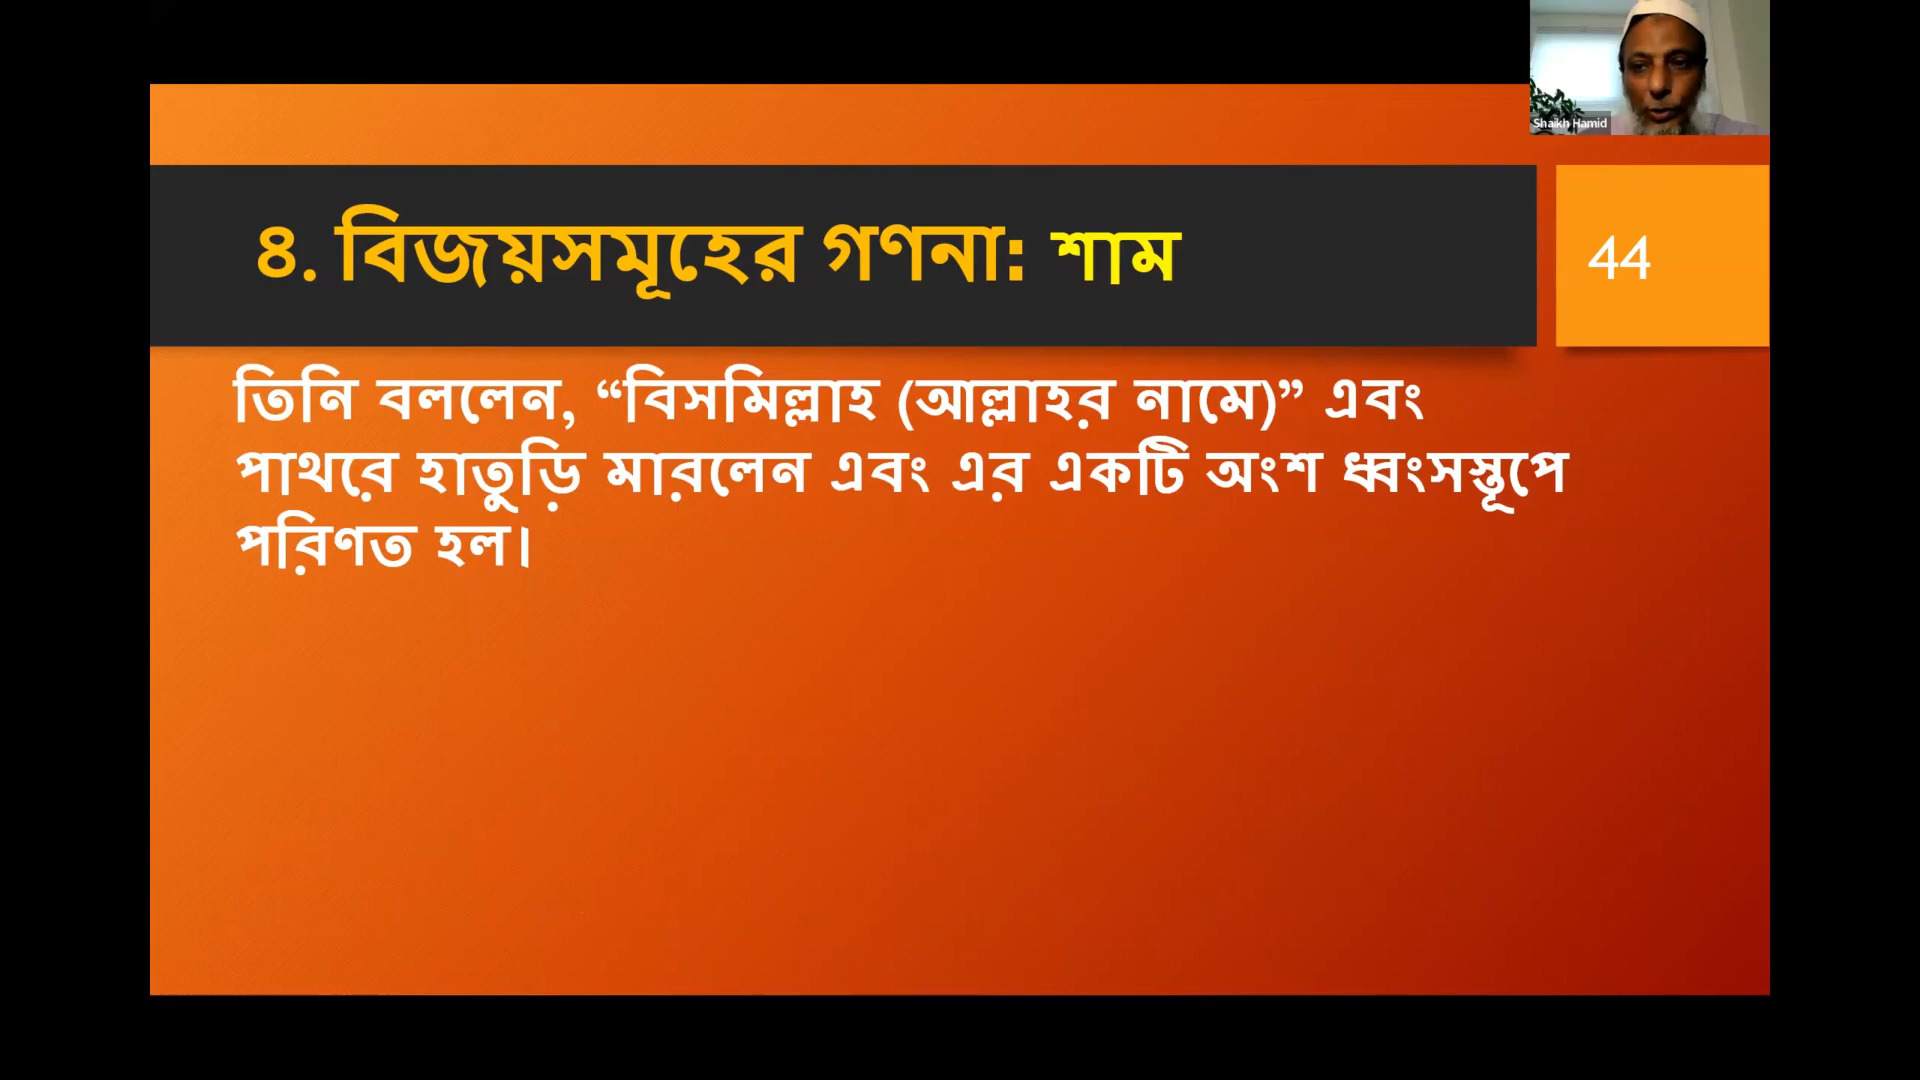 Shaikh Hamid
৪. বিজয়সমূহের গণনা: শাম
44
তিনি বললেন, “বিসমিল্লাহ (আল্লাহর নামে)” এবং
পাথরে হাতুড়ি মারলেন এবং এর একটি অংশ ধ্বংসস্তূপে
পরিণত হল।